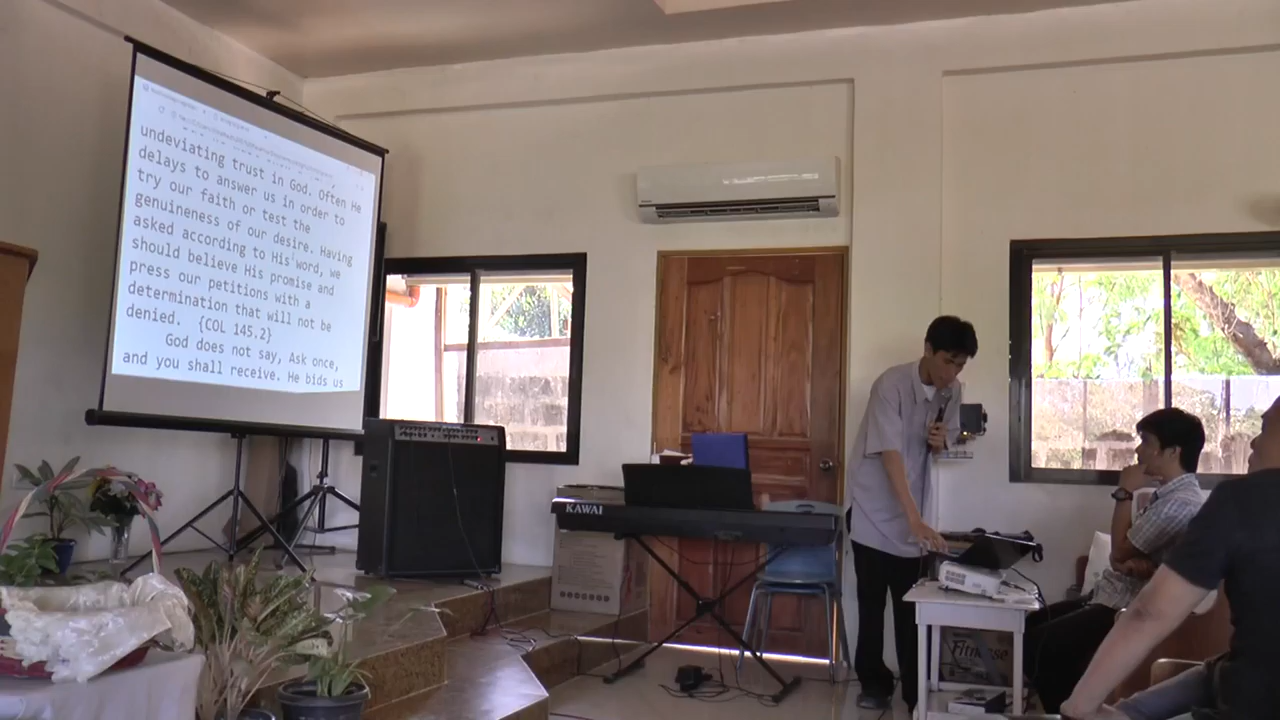 undeviating trust in God. Often He
delays to answer us in order to
try our faith or test the
genuineness of our desire. Having
asked according to His word, we
should believe His promise and
press our petitions with a
determination that will not be
denied. {COL 145.2}
God does not say, Ask once,
and you shall receive. He bids us
KAWAI